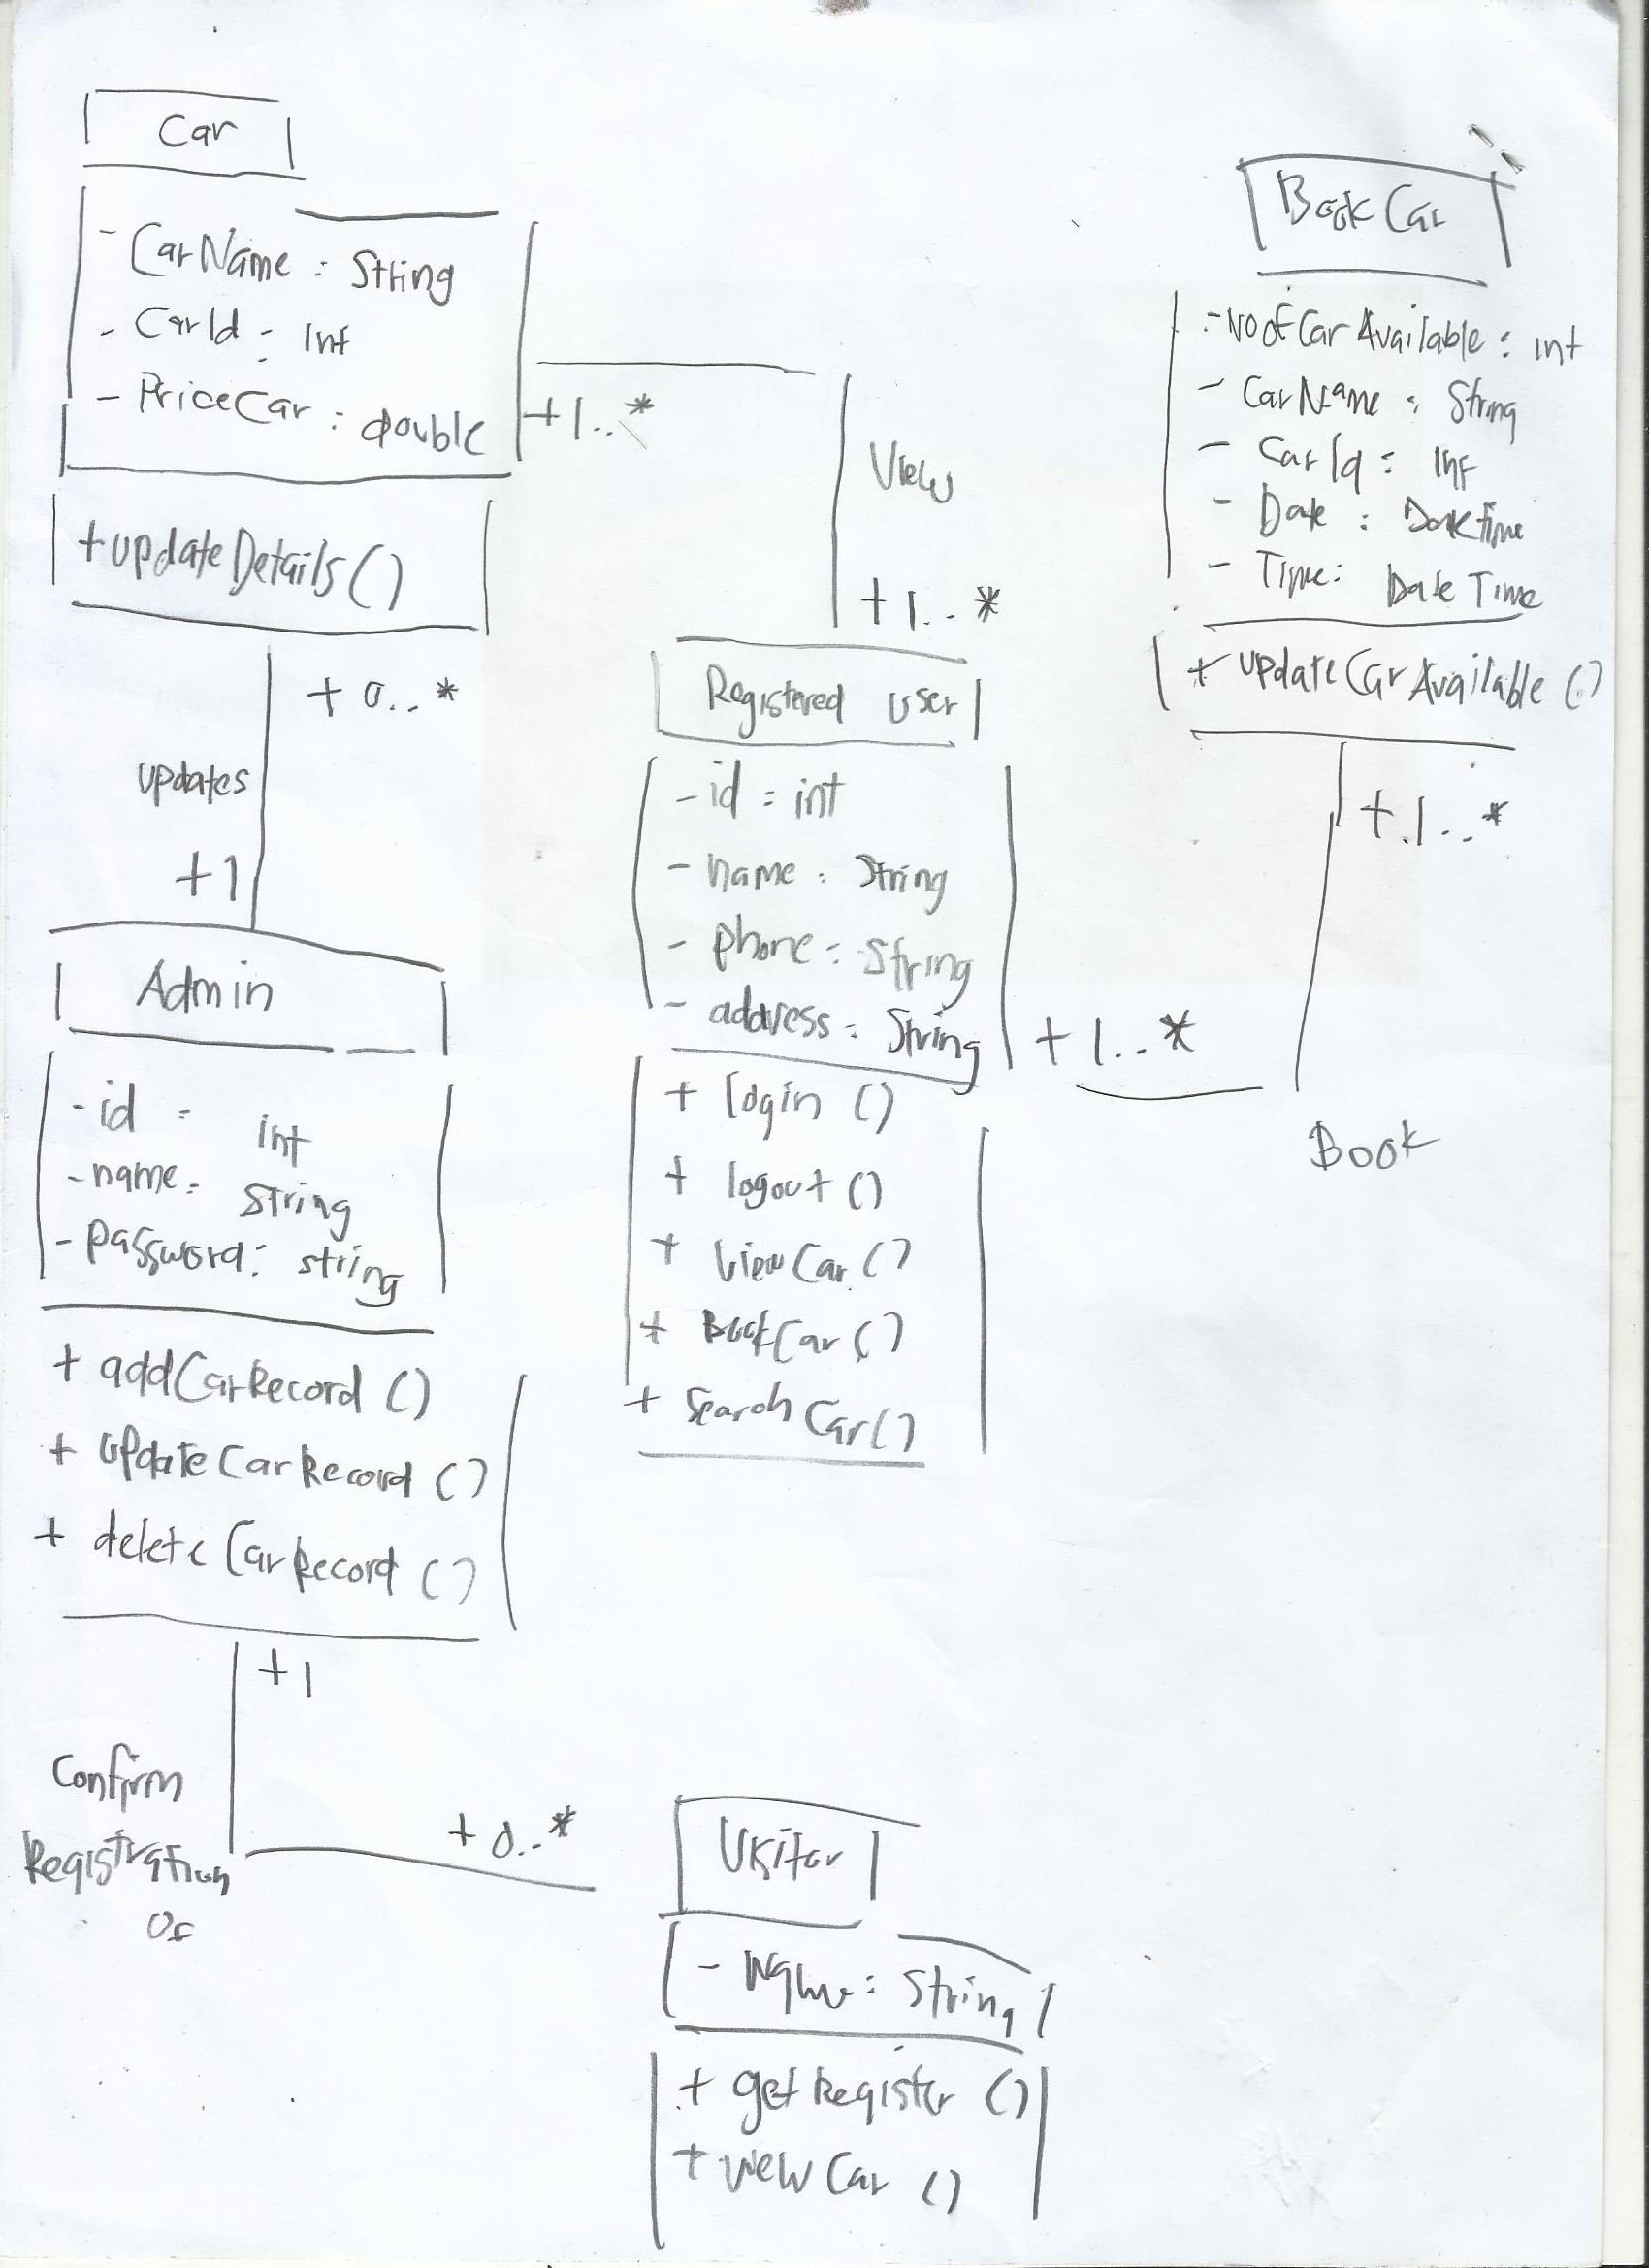 Car
- CarName : String
- CarId : Int
- PriceCar : double
+ updateDetails ()
+1..*
View
+1..*
+ 0..*
updates
+1
Admin
- id : int
- name : String
- password : string
+ addCarRecord ()
+ updateCarRecord ()
+ deleteCarRecord ()
+1
Confirm
Registration
Of
+ 0..*
Registered User
- id : int
- name : String
- phone : String
- address : String
+ login ()
+ logout ()
+ ViewCar ()
+ BookCar ()
+ SearchCar ()
+ 1..*
Book
BookCar
- NoOfCarAvailable : int
- CarName : String
- CarId : Int
- Date : DateTime
- Time : DateTime
+ updateCarAvailable ()
+1..*
Visitor
- Name : String
+ getRegister ()
+ viewCar ()